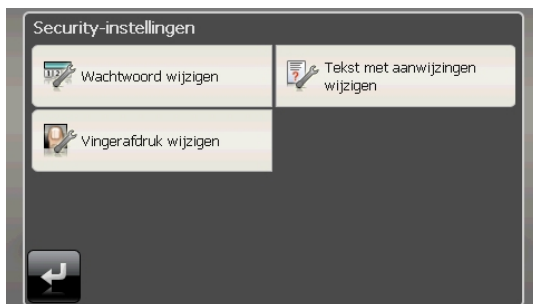 Security-instellingen
Wachtwoord wijzigen
Tekst met aanwijzingen
wijzigen
Vingerafdruk wijzigen